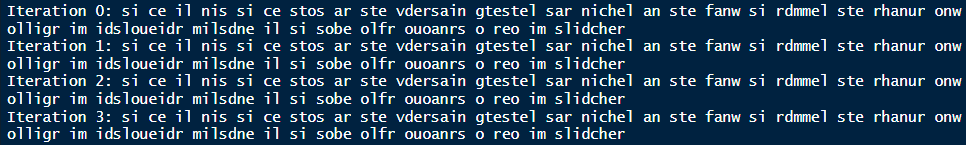 Iteration 0: si ce il nis si ce stos ar ste vdersain gtestel sar nichel an ste fanw si rdmmel ste rhanur onw
olligr im idsloueidr milsdne il si sobe olfr ouoanrs o reo im slidcher
Iteration 1: si ce il nis si ce stos ar ste vdersain gtestel sar nichel an ste fanw si rdmmel ste rhanur onw
olligr im idsloueidr milsdne il si sobe olfr ouoanrs o reo im slidcher
Iteration 2: si ce il nis si ce stos ar ste vdersain gtestel sar nichel an ste fanw si rdmmel ste rhanur onw
olligr im idsloueidr milsdne il si sobe olfr ouoanrs o reo im slidcher
Iteration 3: si ce il nis si ce stos ar ste vdersain gtestel sar nichel an ste fanw si rdmmel ste rhanur onw
olligr im idsloueidr milsdne il si sobe olfr ouoanrs o reo im slidcher